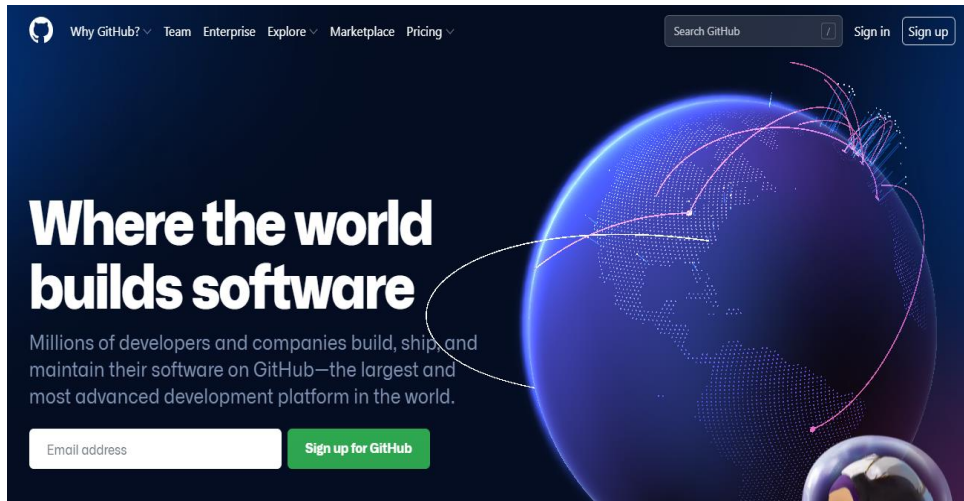 Why GitHub? Team Enterprise Explore Marketplace Pricing Search GitHub / Sign in Sign up
Where the world
builds software
Millions of developers and companies build, ship, and
maintain their software on GitHub—the largest and
most advanced development platform in the world.
Email address Sign up for GitHub